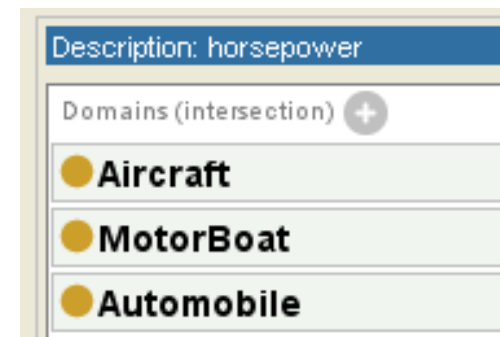 Description: horsepower
Domains (intersection)
Aircraft
MotorBoat
Automobile